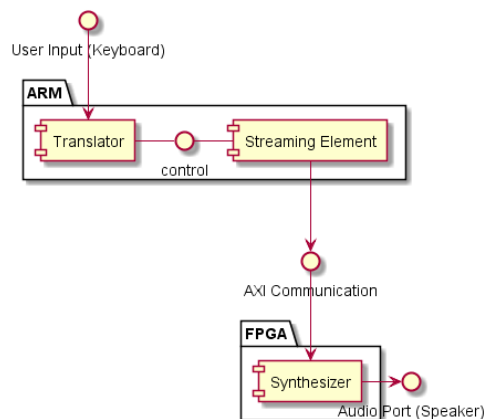 User Input (Keyboard)
ARM
Translator
Streaming Element
control
AXI Communication
FPGA
Synthesizer
Audio Port (Speaker)